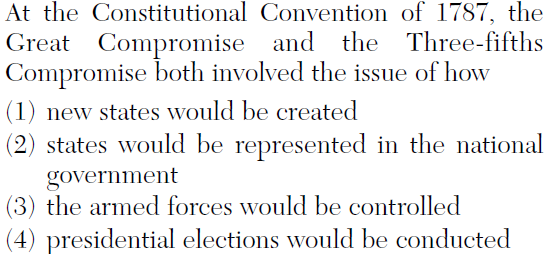 At the Constitutional Convention of 1787, the
Great Compromise and the Three-fifths
Compromise both involved the issue of how
(1) new states would be created
(2) states would be represented in the national
government
(3) the armed forces would be controlled
(4) presidential elections would be conducted